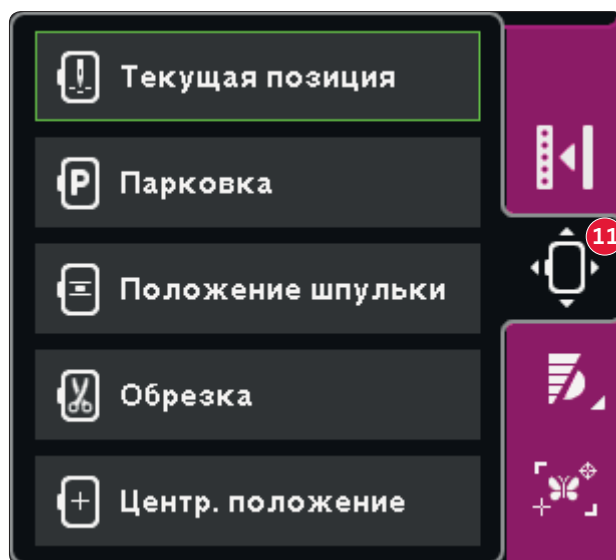 Текущая позиция
P Парковка
11
Положение шпульки
Обрезка
Центр. положение